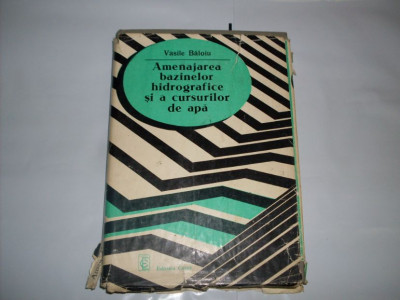 Vasile Băloiu
Amenajarea
bazinelor
hidrografice
și a cursurilor
de apă